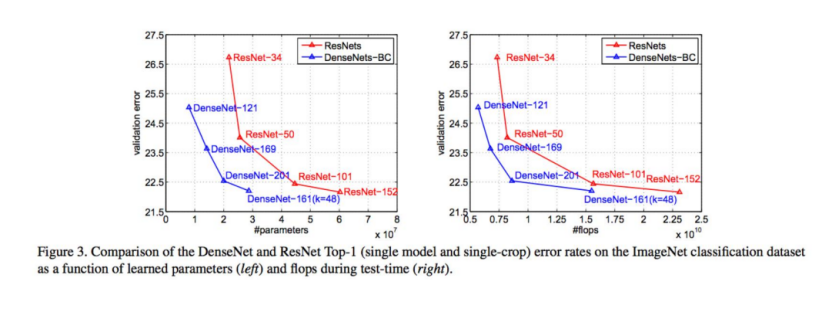 27.5
26.5
25.5
24.5
23.5
22.5
21.5
validation error
ResNets
DenseNets-BC
ResNet-34
DenseNet-121
ResNet-50
DenseNet-169
DenseNet-201
ResNet-101
ResNet-152
DenseNet-161(k=48)
0 1 2 3 4 5 6 7 8
#parameters
x 10^7
27.5
26.5
25.5
24.5
23.5
22.5
21.5
validation error
ResNets
DenseNets-BC
ResNet-34
DenseNet-121
ResNet-50
DenseNet-169
DenseNet-201
ResNet-101
ResNet-152
DenseNet-161(k=48)
0.5 0.75 1 1.25 1.5 1.75 2 2.25 2.5
#flops
x 10^10
Figure 3. Comparison of the DenseNet and ResNet Top-1 (single model and single-crop) error rates on the ImageNet classification dataset
as a function of learned parameters (left) and flops during test-time (right).